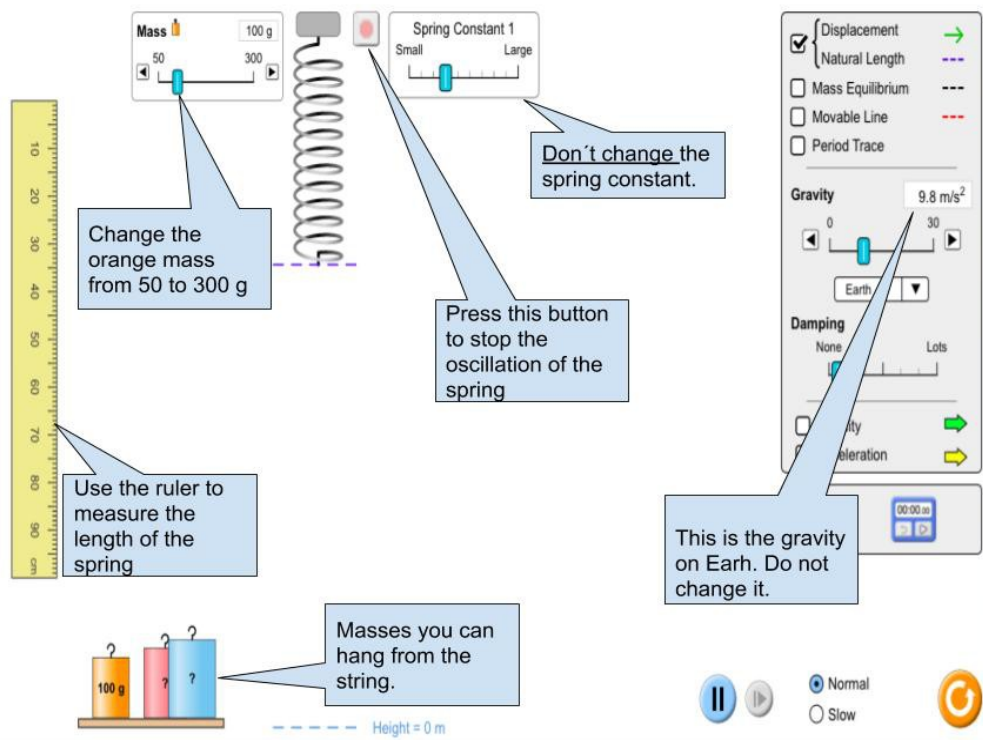 Mass 100 g
50 300
Spring Constant 1
Small Large
Displacement
Natural Length
Mass Equilibrium
Movable Line
Period Trace
Gravity 9.8 m/s²
0 30
Earth
Damping
None Lots
00:00.00
Don´t change the
spring constant.
Change the
orange mass
from 50 to 300 g
Press this button
to stop the
oscillation of the
spring
10
20
30
40
50
60
70
80
90
cm
Use the ruler to
measure the
length of the
spring
This is the gravity
on Earh. Do not
change it.
Masses you can
hang from the
string.
100 g
?
?
Height = 0 m
Normal
Slow